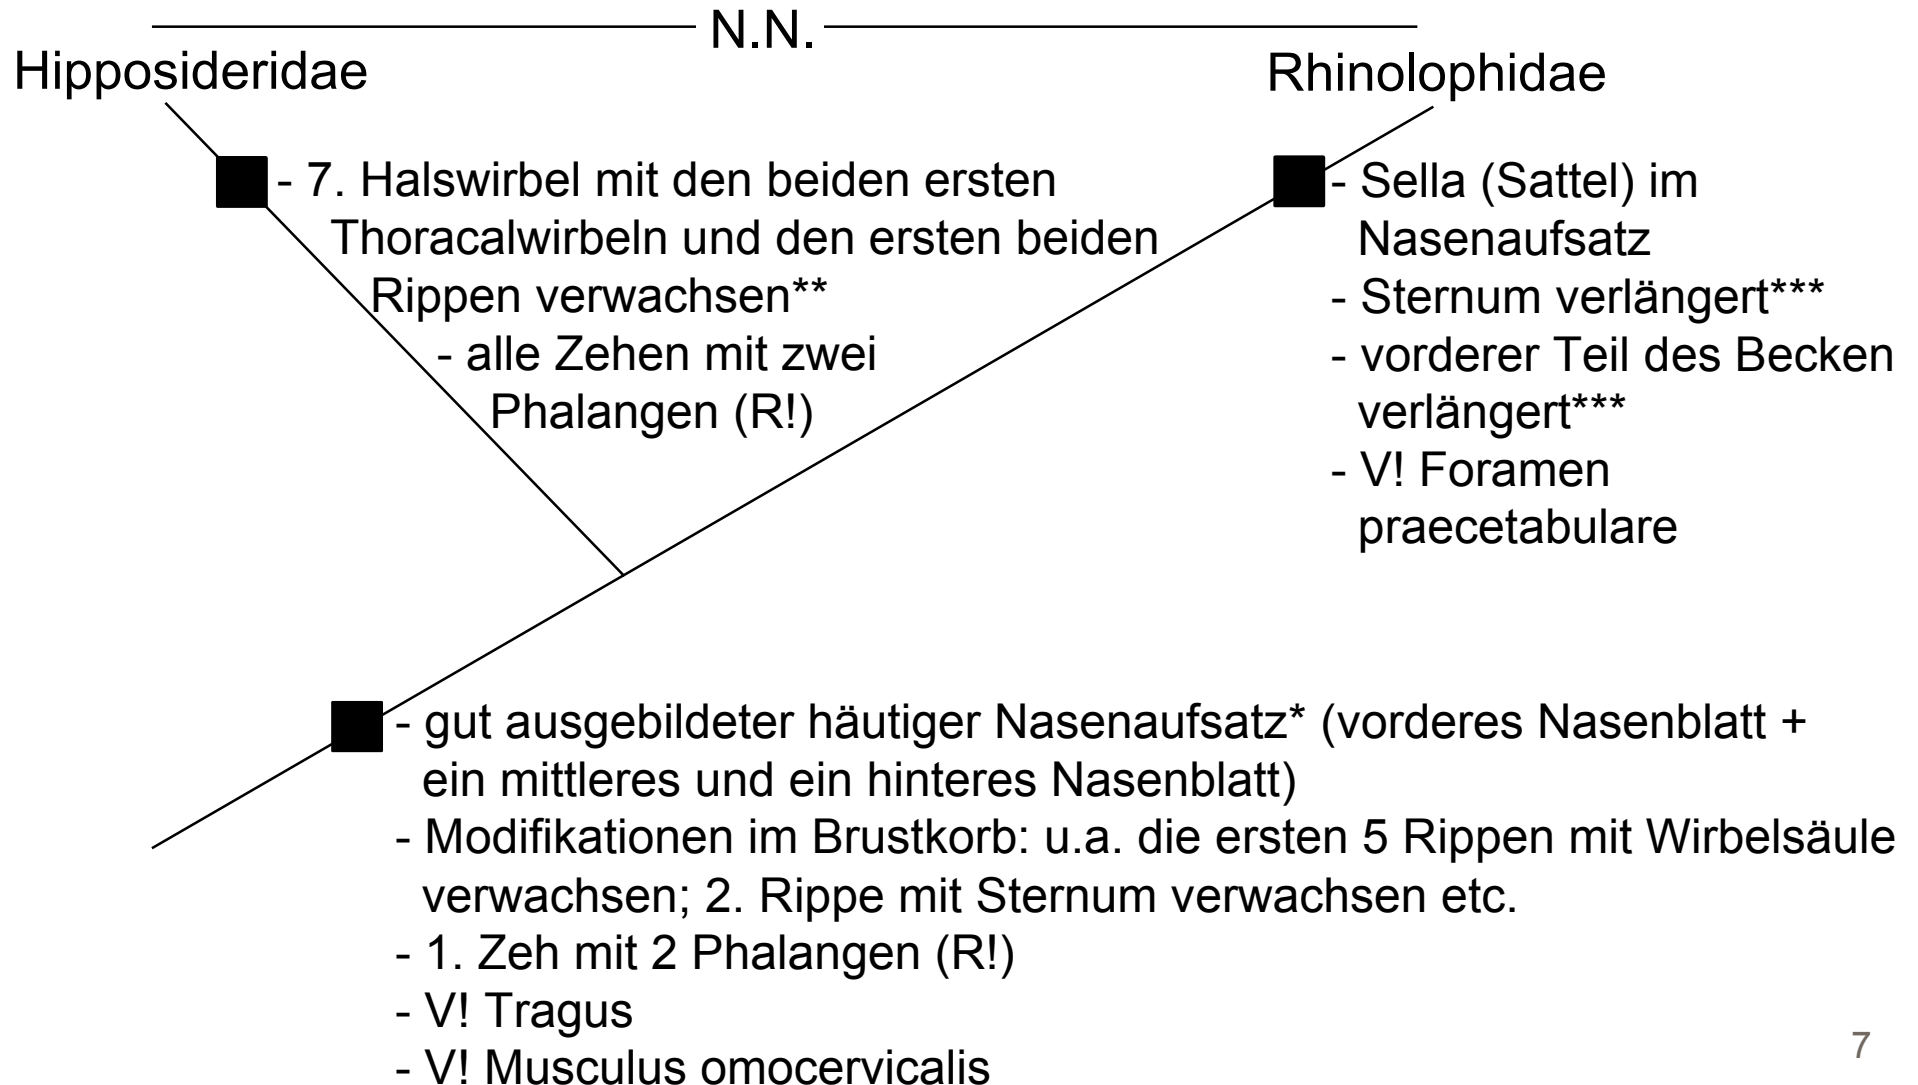 N.N.
Hipposideridae
Rhinolophidae
- 7. Halswirbel mit den beiden ersten
Thoracalwirbeln und den ersten beiden
Rippen verwachsen**
- alle Zehen mit zwei
Phalangen (R!)
- Sella (Sattel) im
Nasenaufsatz
- Sternum verlängert***
- vorderer Teil des Becken
verlängert***
- V! Foramen
praecetabulare
- gut ausgebildeter häutiger Nasenaufsatz* (vorderes Nasenblatt +
ein mittleres und ein hinteres Nasenblatt)
- Modifikationen im Brustkorb: u.a. die ersten 5 Rippen mit Wirbelsäule
verwachsen; 2. Rippe mit Sternum verwachsen etc.
- 1. Zeh mit 2 Phalangen (R!)
- V! Tragus
- V! Musculus omocervicalis
7